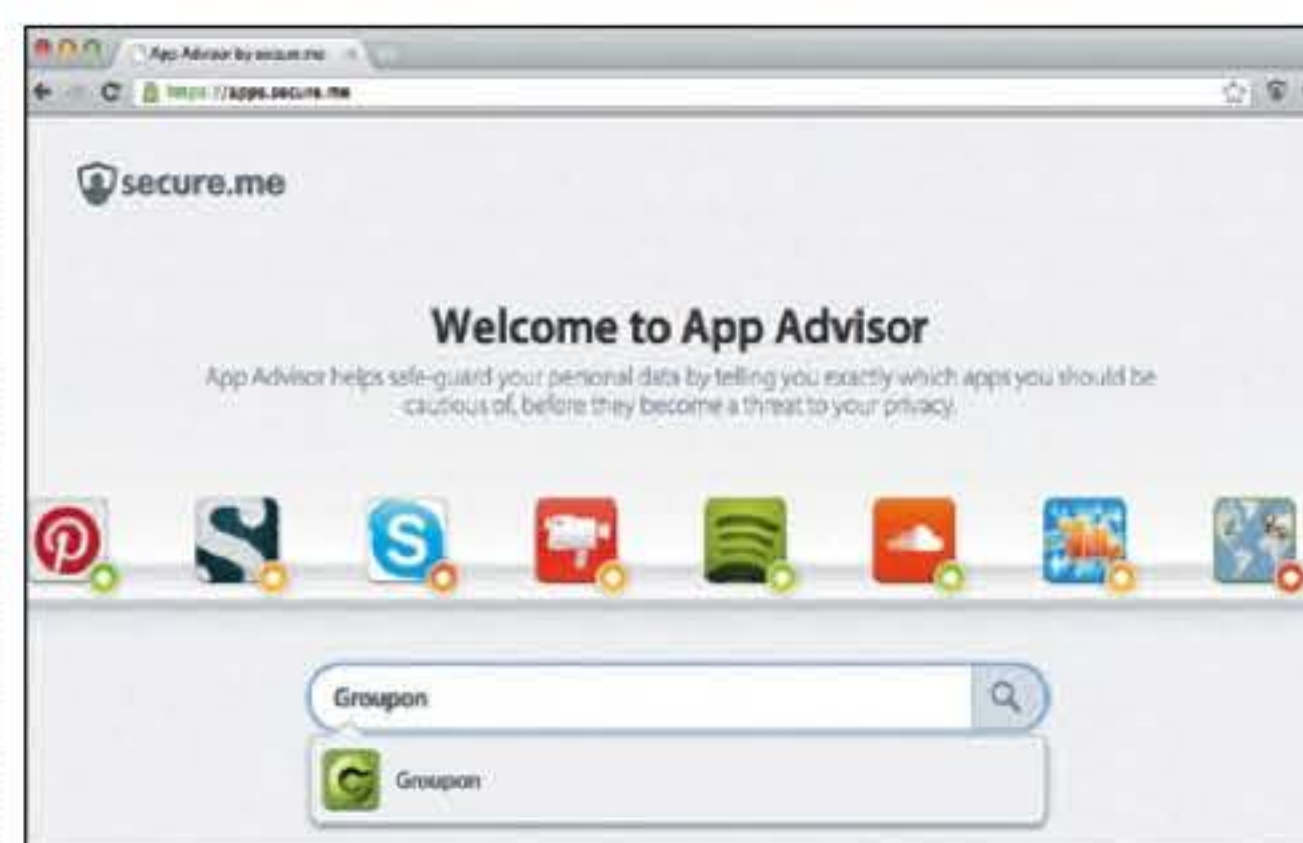 App Advisor by secure.me
https://apps.secure.me
secure.me
Welcome to App Advisor
App Advisor helps safe-guard your personal data by telling you exactly which apps you should be
cautious of, before they become a threat to your privacy.
S
Groupon
Groupon